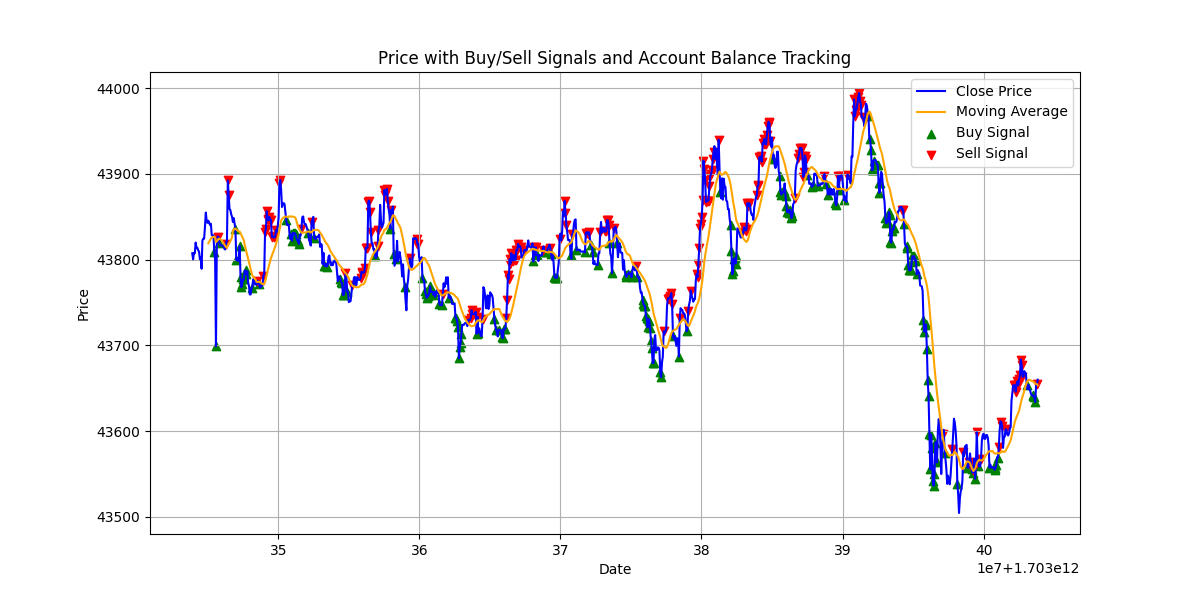 Price with Buy/Sell Signals and Account Balance Tracking
Close Price
Moving Average
Buy Signal
Sell Signal
44000
43900
43800
43700
43600
43500
Price
35 36 37 38 39 40
Date
1e7+1.703e12